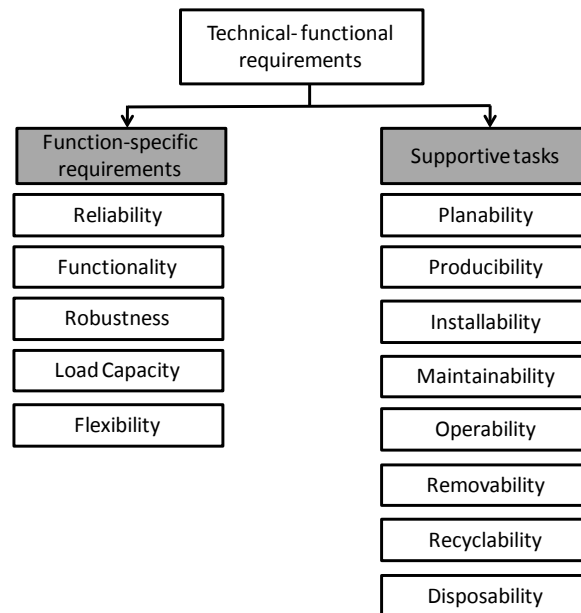 Technical- functional
requirements
Function-specific
requirements
Reliability
Functionality
Robustness
Load Capacity
Flexibility
Supportive tasks
Planability
Producibility
Installability
Maintainability
Operability
Removability
Recyclability
Disposability